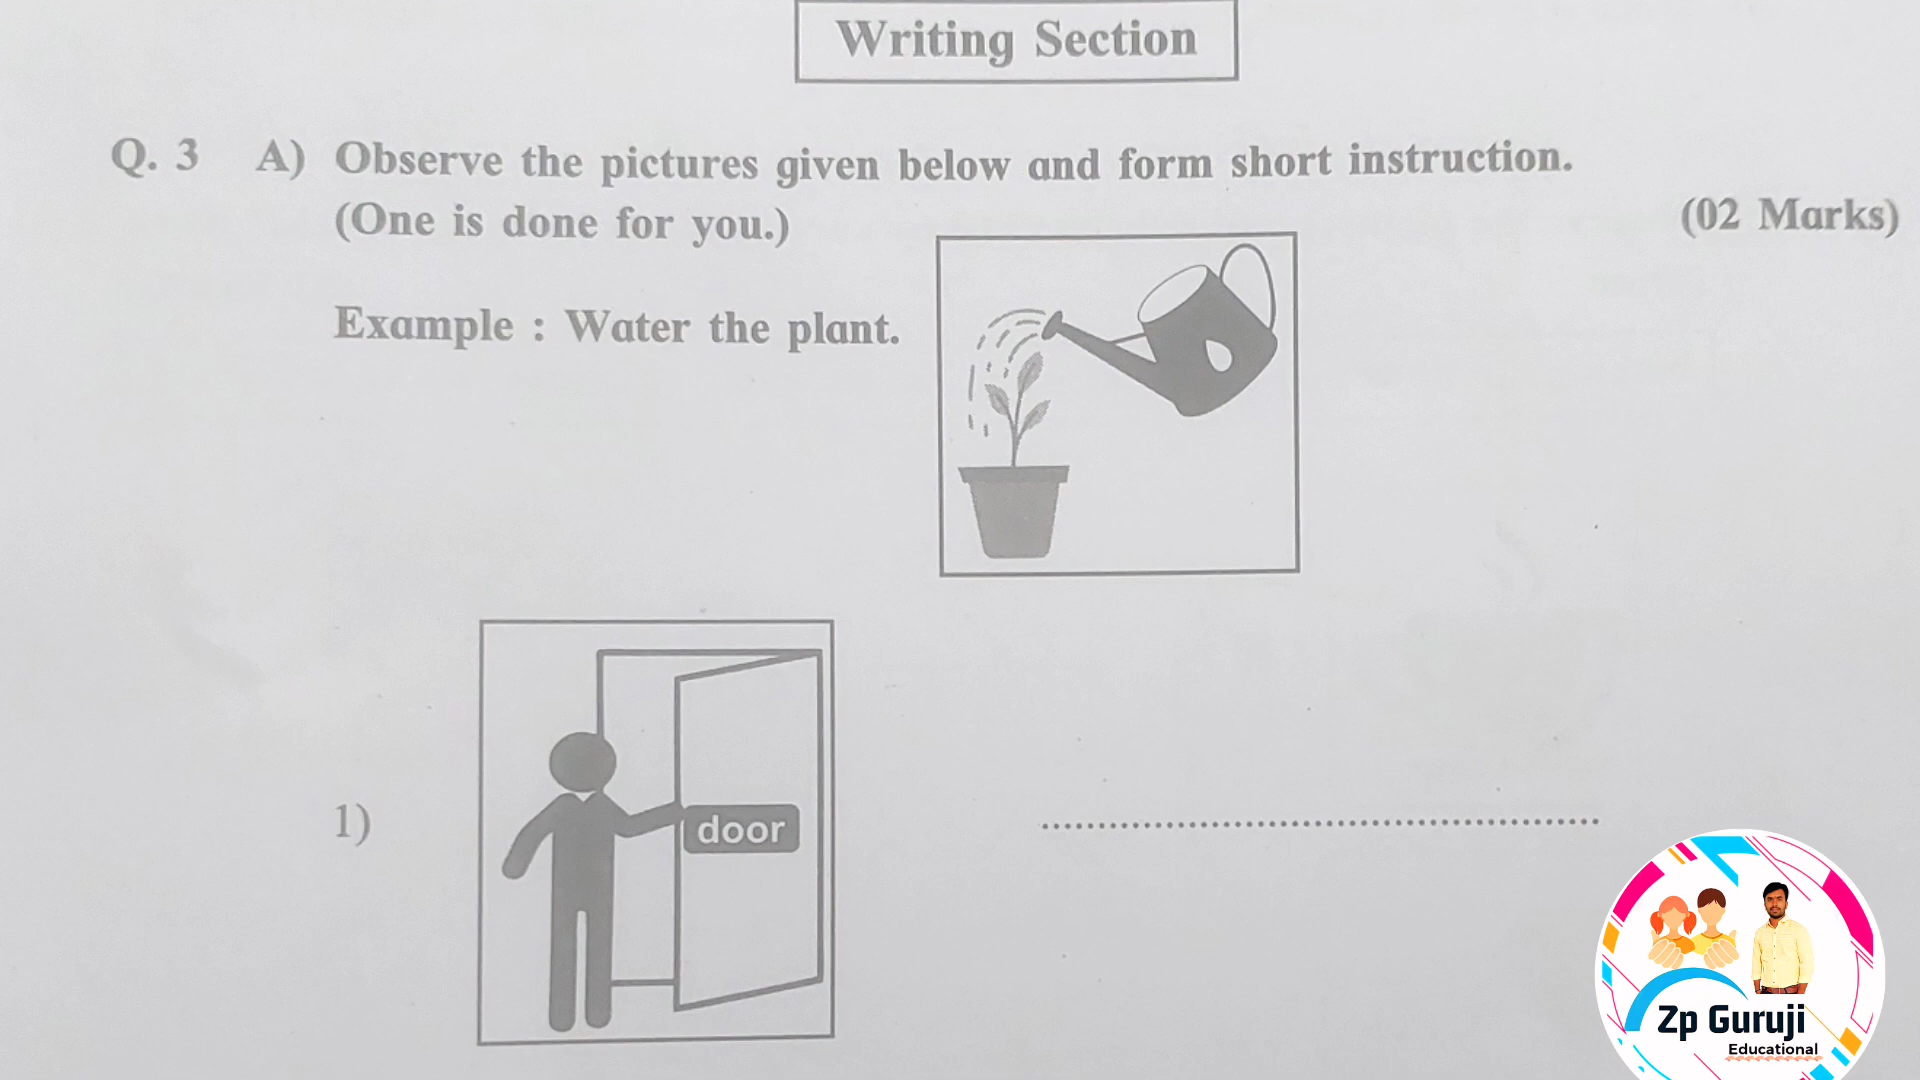 Writing Section
Q. 3 A) Observe the pictures given below and form short instruction.
(One is done for you.)
(02 Marks)
Example : Water the plant.
1)
door
..................................................
Zp Guruji
Educational